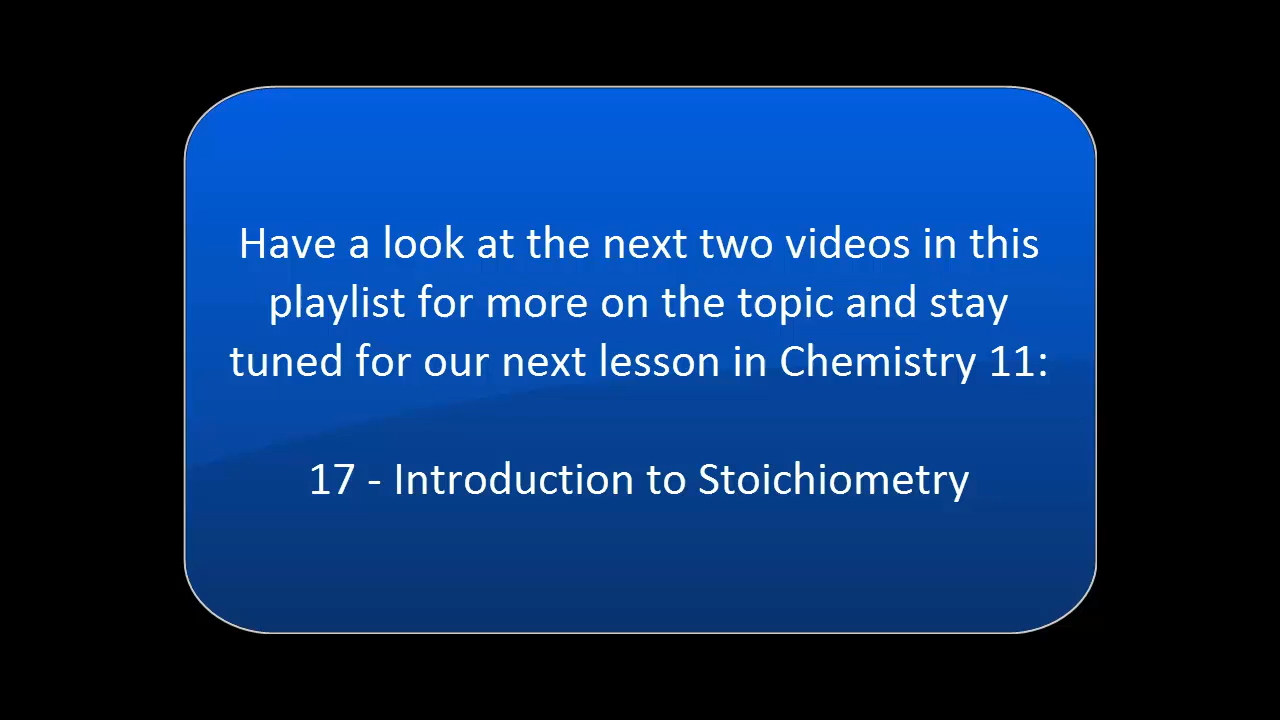 Have a look at the next two videos in this
playlist for more on the topic and stay
tuned for our next lesson in Chemistry 11:
17 - Introduction to Stoichiometry